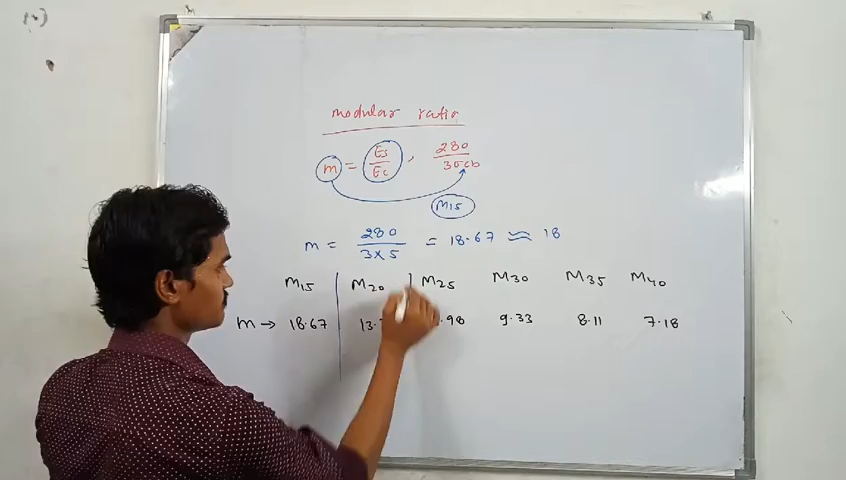 modular ratio
m = Es/Ec, 280/3σcb
M15
m = 280/3×5 = 18.67 ≈ 18
M15 M20 M25 M30 M35 M40
m → 18.67 13. .98 9.33 8.11 7.18